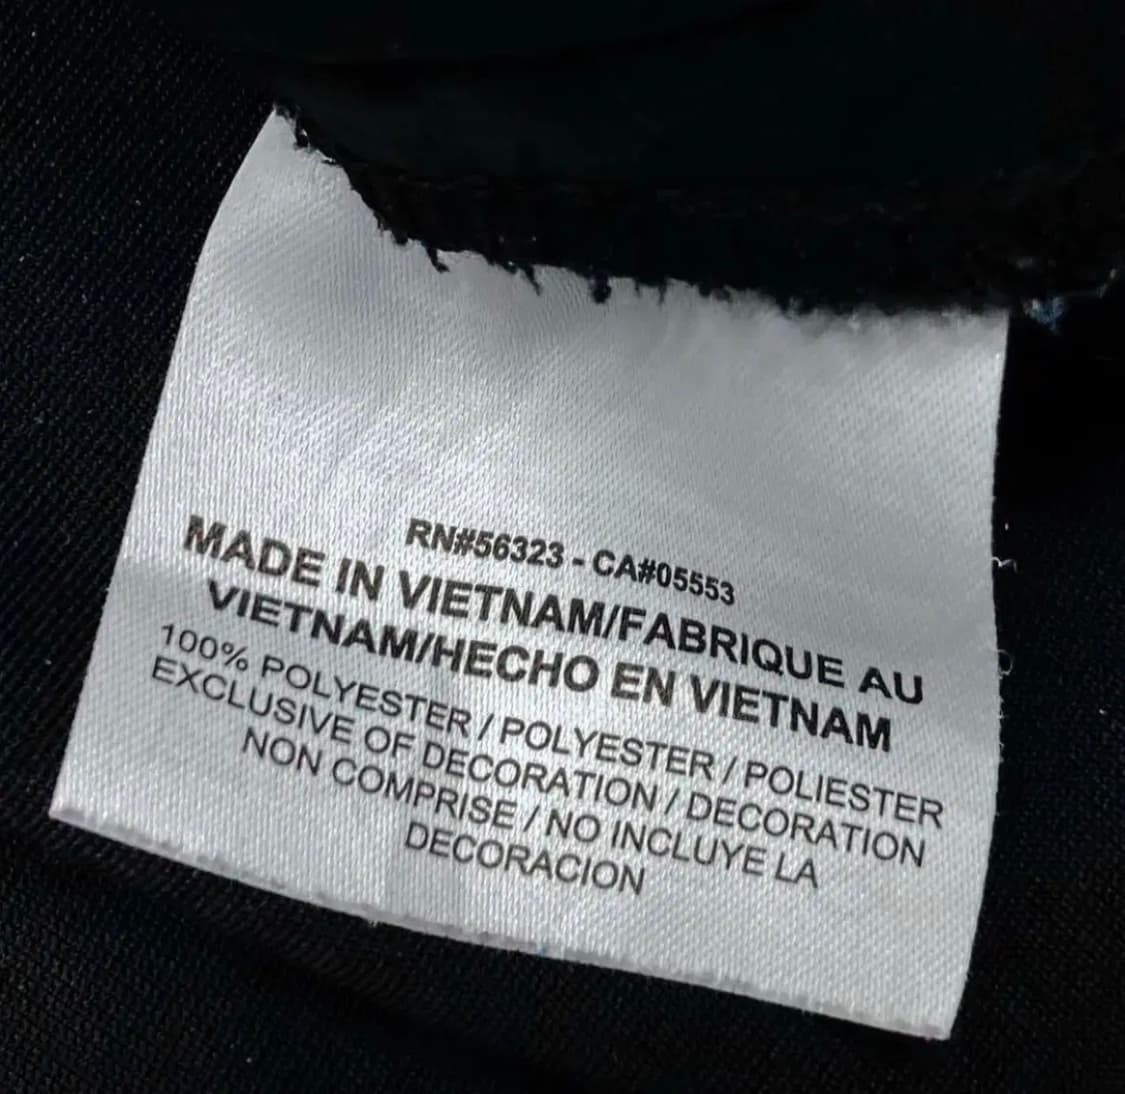 RN#56323 - CA#05553
MADE IN VIETNAM/FABRIQUE AU
VIETNAM/HECHO EN VIETNAM
100% POLYESTER / POLYESTER / POLIESTER
EXCLUSIVE OF DECORATION / DECORATION
NON COMPRISE / NO INCLUYE LA
DECORACION